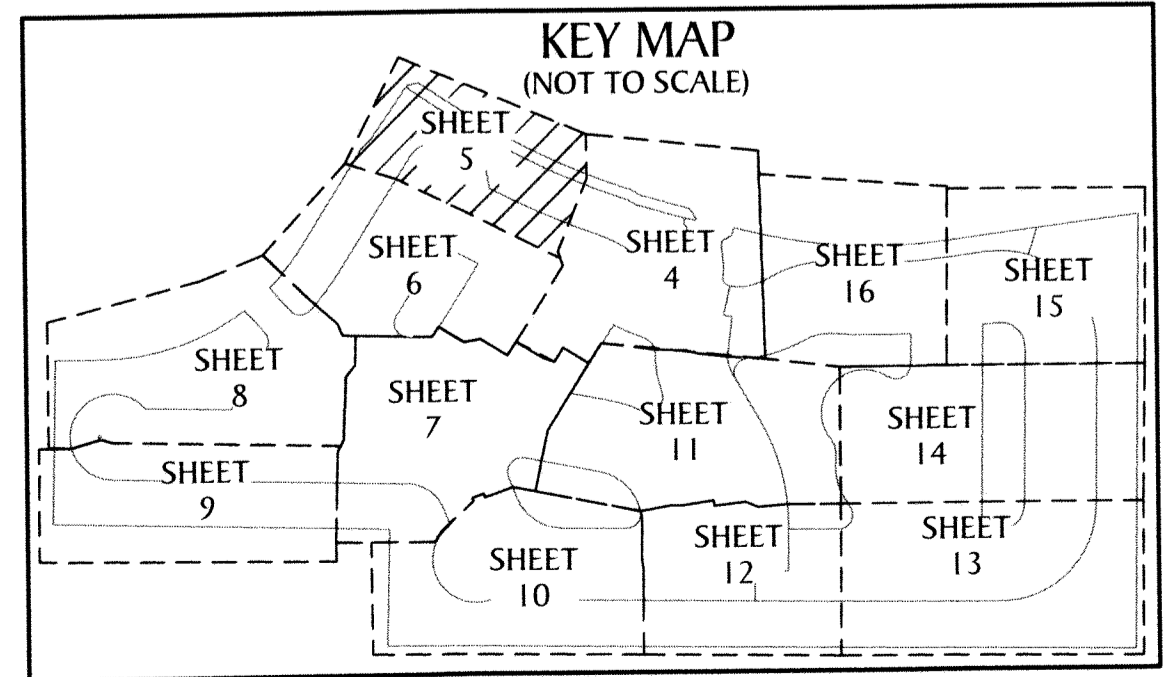 KEY MAP
(NOT TO SCALE)
SHEET
5
SHEET
6
SHEET
4
SHEET
16
SHEET
15
SHEET
8
SHEET
7
SHEET
11
SHEET
14
SHEET
9
SHEET
10
SHEET
12
SHEET
13